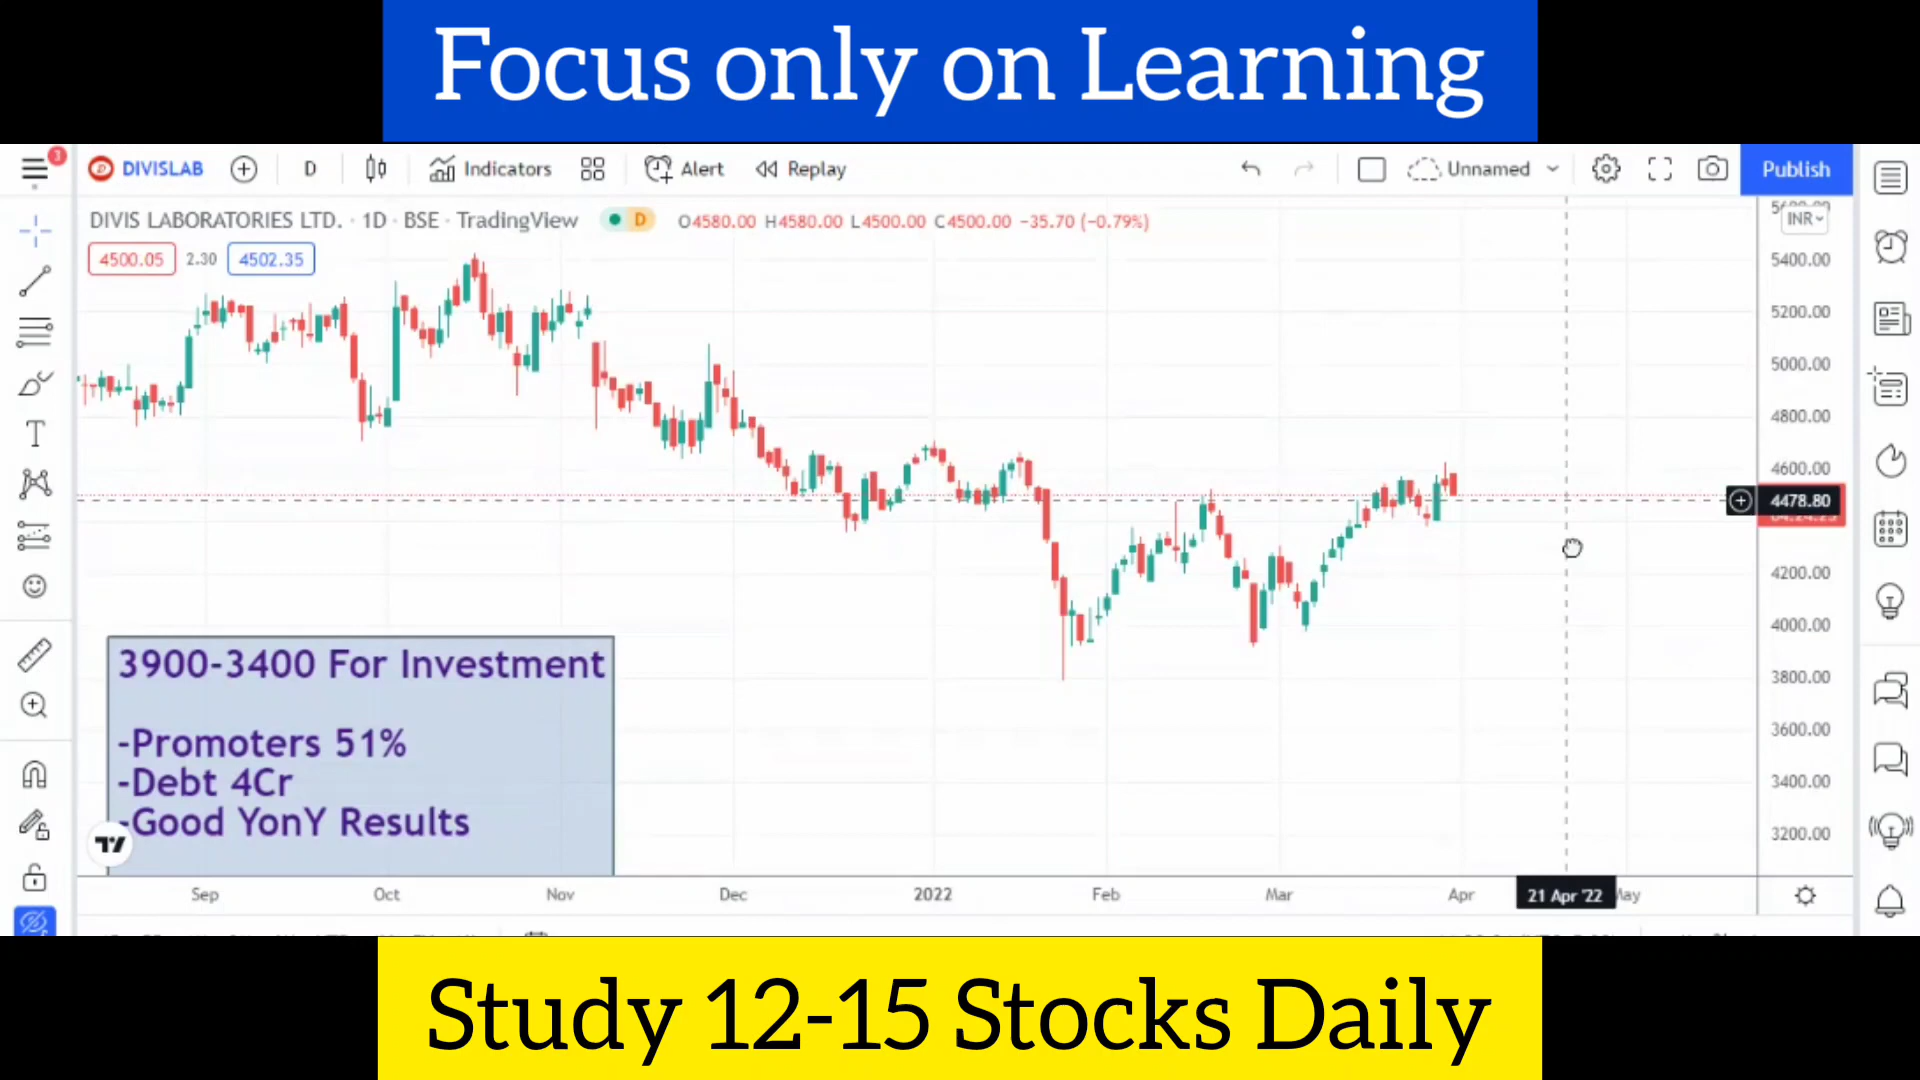 Focus only on Learning
3
DIVISLAB
D
Indicators
Alert
Replay
Unnamed
Publish
DIVIS LABORATORIES LTD. · 1D · BSE · TradingView
D
O4580.00 H4580.00 L4500.00 C4500.00 −35.70 (−0.79%)
INR
4500.05
2.30
4502.35
5400.00
5200.00
5000.00
4800.00
4600.00
4478.80
4200.00
4000.00
3800.00
3600.00
3400.00
3200.00
T
3900-3400 For Investment
-Promoters 51%
-Debt 4Cr
-Good YonY Results
Sep
Oct
Nov
Dec
2022
Feb
Mar
Apr
21 Apr '22
May
Study 12-15 Stocks Daily